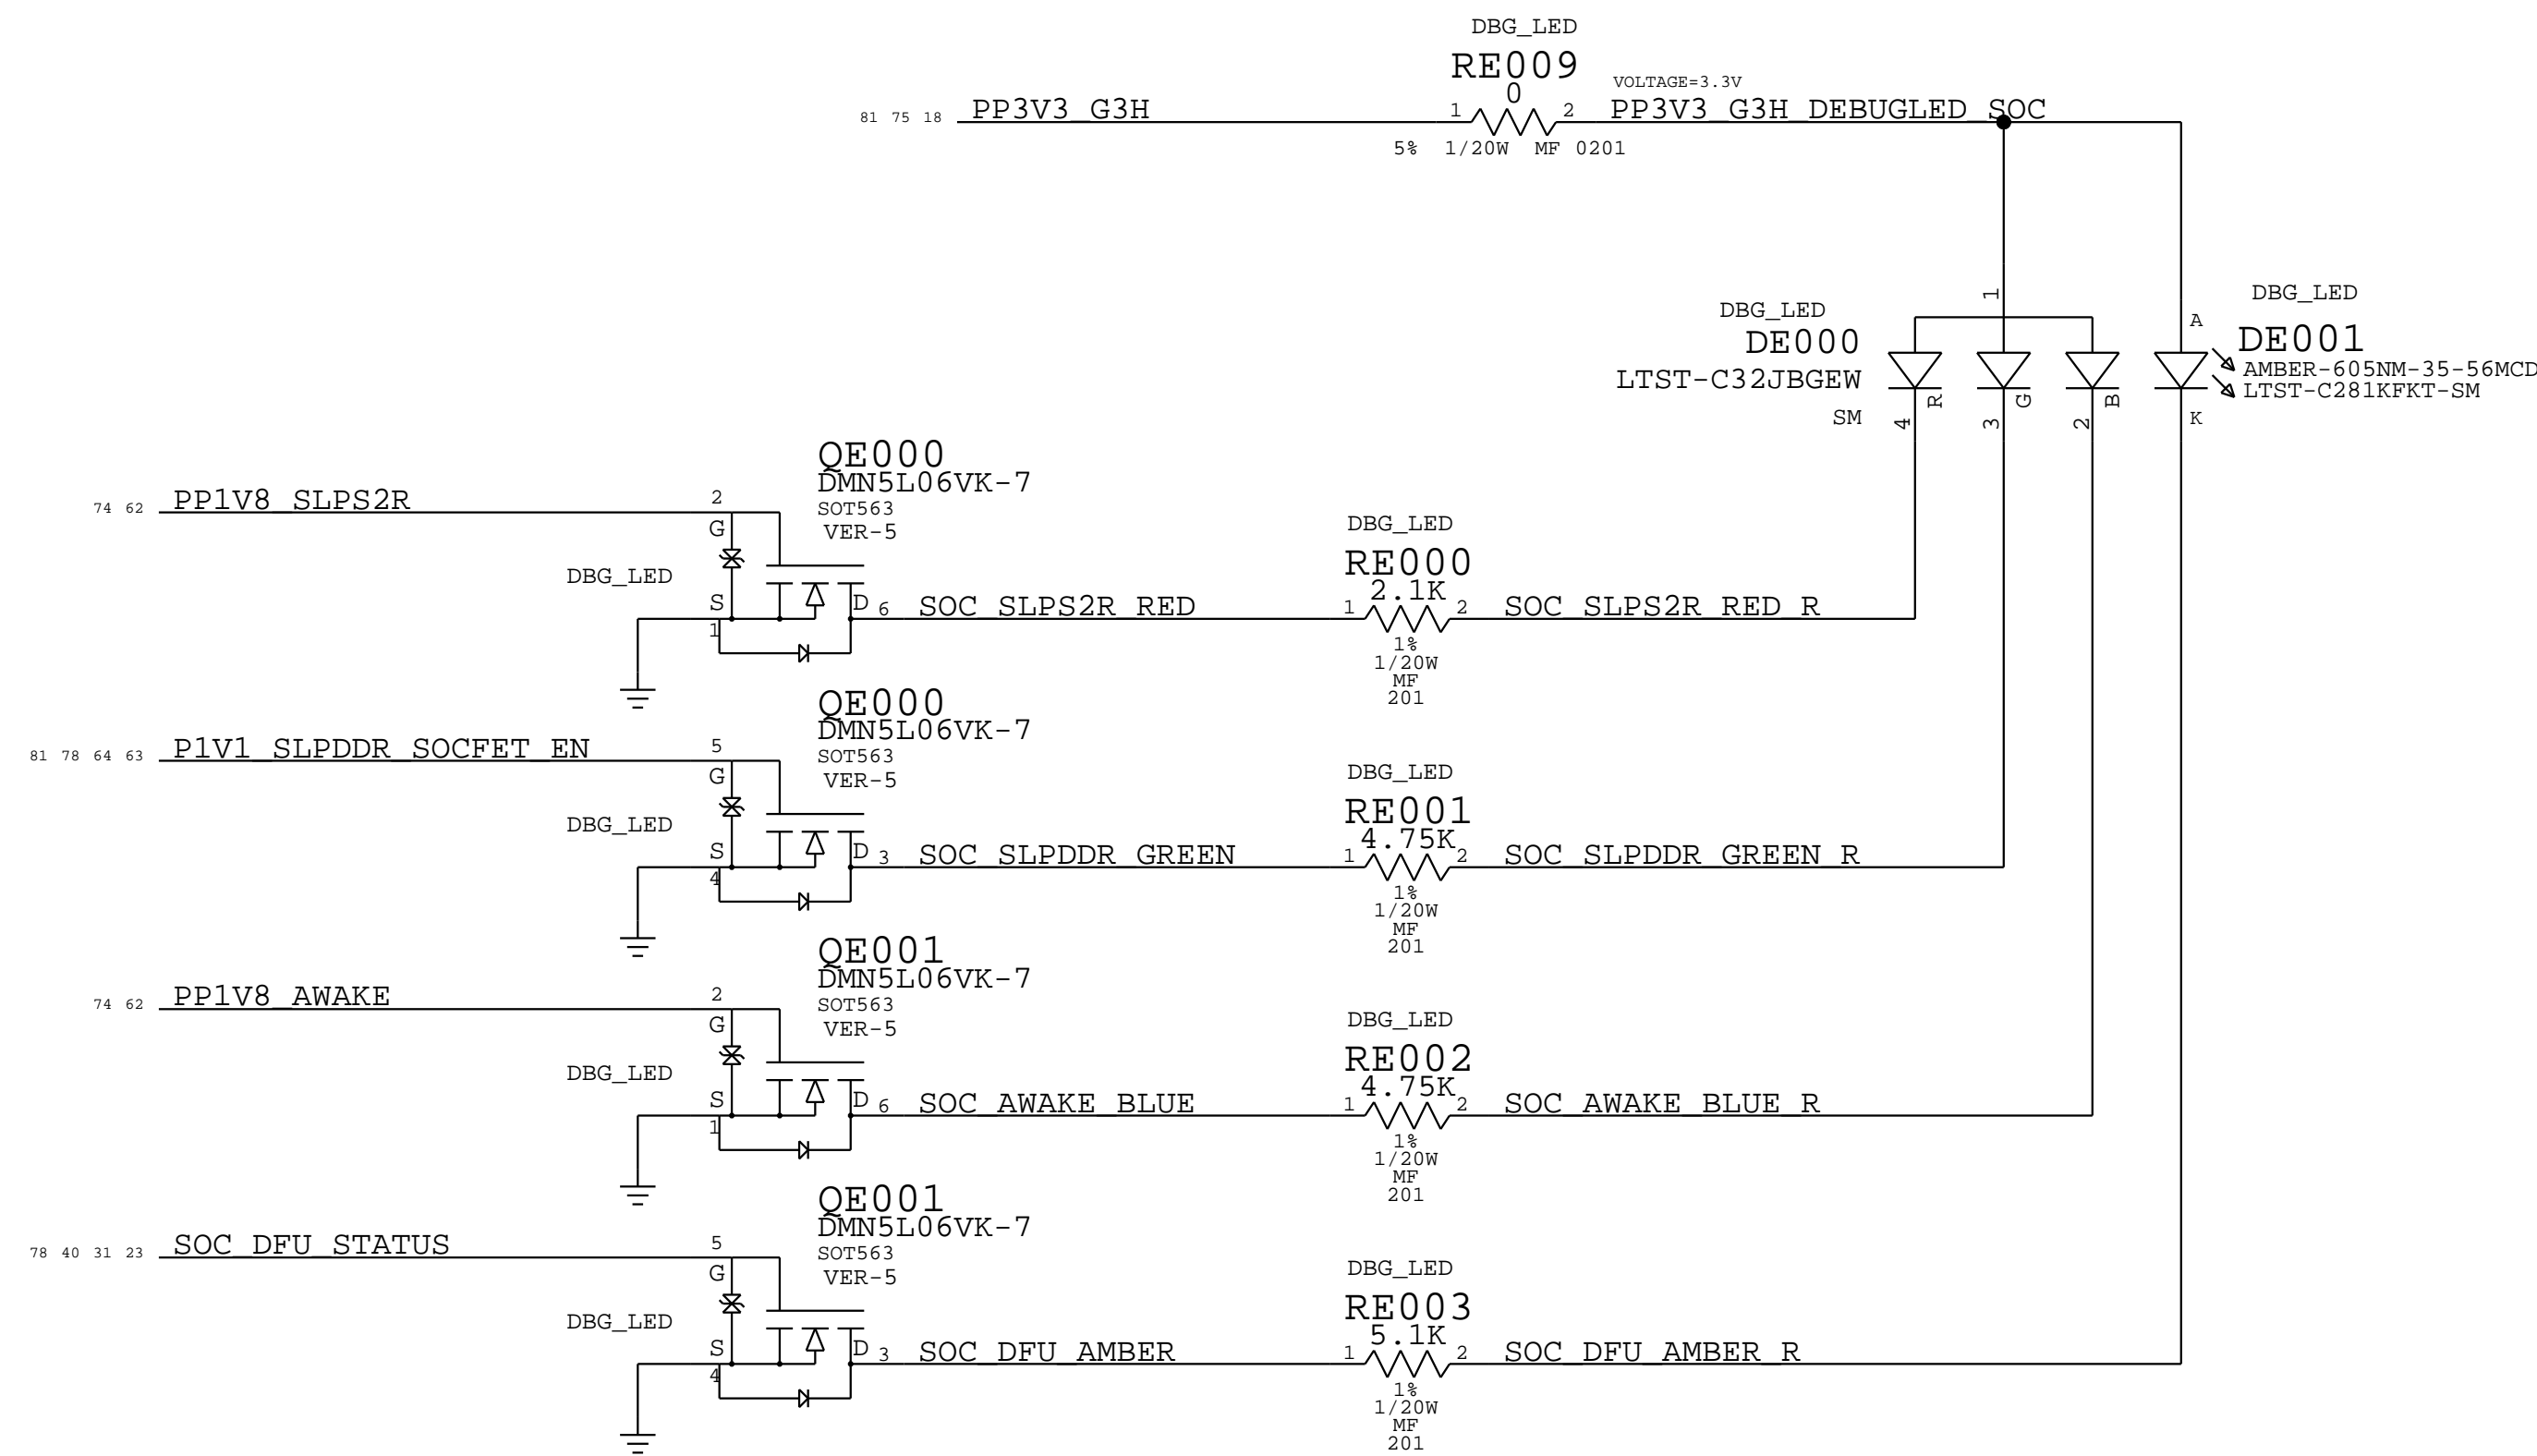 DBG_LED
RE009
0
VOLTAGE=3.3V
81 75 18 PP3V3_G3H 1 2 PP3V3_G3H_DEBUGLED_SOC
5% 1/20W MF 0201
1
DBG_LED
DE000
LTST-C32JBGEW
SM
4 R 3 G 2 B
DBG_LED
A
DE001
AMBER-605NM-35-56MCD
LTST-C281KFKT-SM
K
QE000
DMN5L06VK-7
SOT563
VER-5
74 62 PP1V8_SLPS2R 2
G
DBG_LED
S
1
D 6 SOC_SLPS2R_RED
DBG_LED
RE000
2.1K
1 2 SOC_SLPS2R_RED_R
1%
1/20W
MF
201
QE000
DMN5L06VK-7
SOT563
VER-5
81 78 64 63 P1V1_SLPDDR_SOCFET_EN 5
G
DBG_LED
S
4
D 3 SOC_SLPDDR_GREEN
DBG_LED
RE001
4.75K
1 2 SOC_SLPDDR_GREEN_R
1%
1/20W
MF
201
QE001
DMN5L06VK-7
SOT563
VER-5
74 62 PP1V8_AWAKE 2
G
DBG_LED
S
1
D 6 SOC_AWAKE_BLUE
DBG_LED
RE002
4.75K
1 2 SOC_AWAKE_BLUE_R
1%
1/20W
MF
201
QE001
DMN5L06VK-7
SOT563
VER-5
78 40 31 23 SOC_DFU_STATUS 5
G
DBG_LED
S
4
D 3 SOC_DFU_AMBER
DBG_LED
RE003
5.1K
1 2 SOC_DFU_AMBER_R
1%
1/20W
MF
201